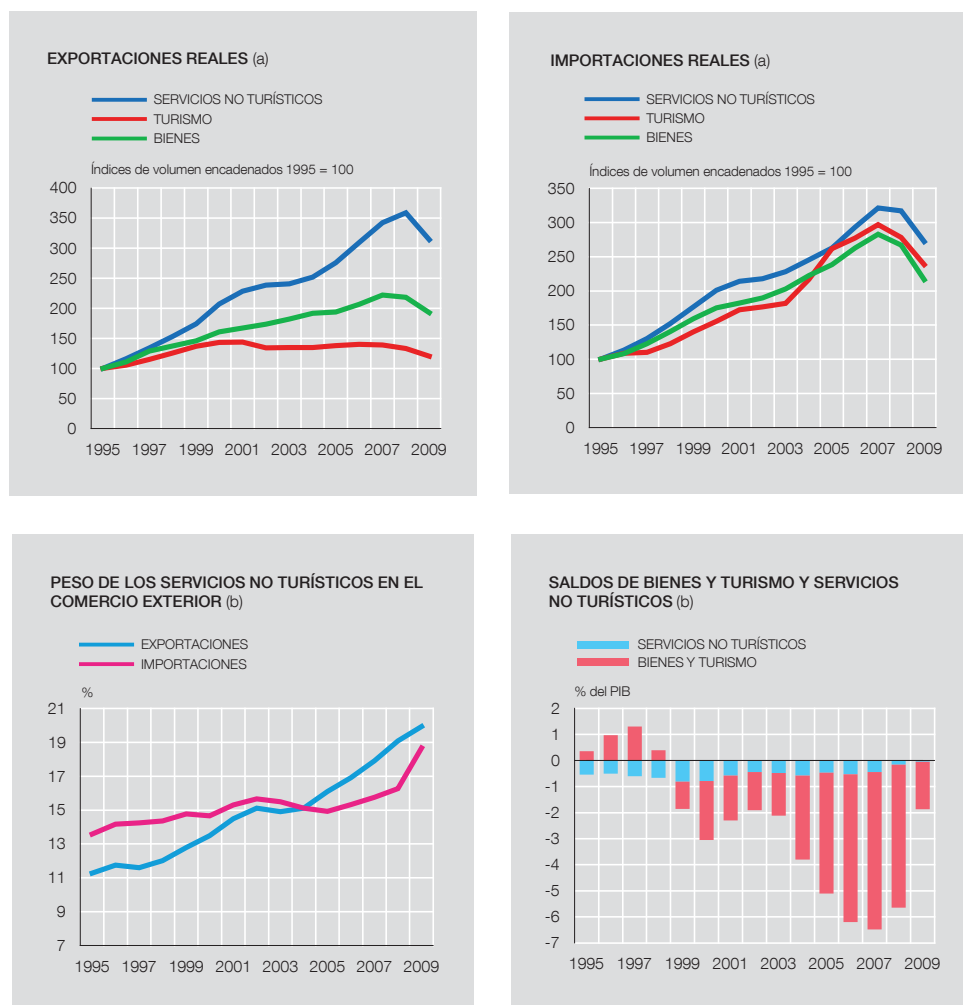 EXPORTACIONES REALES (a)
SERVICIOS NO TURÍSTICOS
TURISMO
BIENES
Índices de volumen encadenados 1995 = 100
400
350
300
250
200
150
100
50
0
1995 1997 1999 2001 2003 2005 2007 2009
IMPORTACIONES REALES (a)
SERVICIOS NO TURÍSTICOS
TURISMO
BIENES
Índices de volumen encadenados 1995 = 100
350
300
250
200
150
100
50
0
1995 1997 1999 2001 2003 2005 2007 2009
PESO DE LOS SERVICIOS NO TURÍSTICOS EN EL
COMERCIO EXTERIOR (b)
EXPORTACIONES
IMPORTACIONES
%
21
19
17
15
13
11
9
7
1995 1997 1999 2001 2003 2005 2007 2009
SALDOS DE BIENES Y TURISMO Y SERVICIOS
NO TURÍSTICOS (b)
SERVICIOS NO TURÍSTICOS
BIENES Y TURISMO
% del PIB
2
1
0
-1
-2
-3
-4
-5
-6
-7
1995 1997 1999 2001 2003 2005 2007 2009